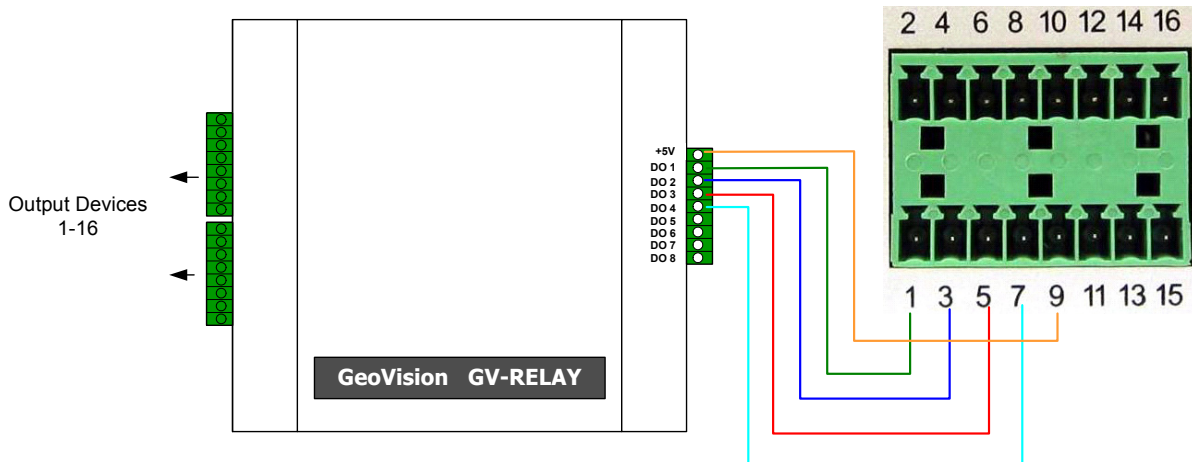 2 4 6 8 10 12 14 16
+5V
DO 1
DO 2
DO 3
DO 4
DO 5
DO 6
DO 7
DO 8
Output Devices
1-16
1 3 5 7 9 11 13 15
GeoVision GV-RELAY